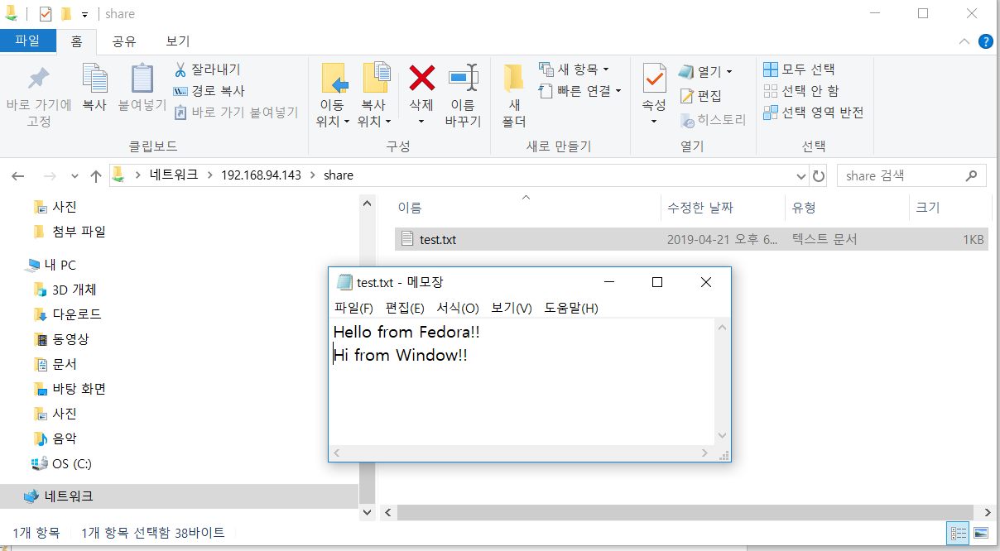 share
파일 홈 공유 보기
바로 가기에 고정
복사
붙여넣기
잘라내기
경로 복사
바로 가기 붙여넣기
클립보드
이동 위치
복사 위치
삭제
이름 바꾸기
구성
새 폴더
새 항목
빠른 연결
새로 만들기
속성
열기
편집
히스토리
열기
모두 선택
선택 안 함
선택 영역 반전
선택
네트워크 > 192.168.94.143 > share
share 검색
사진
첨부 파일
내 PC
3D 개체
다운로드
동영상
문서
바탕 화면
사진
음악
OS (C:)
네트워크
이름 수정한 날짜 유형 크기
test.txt 2019-04-21 오후 6... 텍스트 문서 1KB
test.txt - 메모장
파일(F) 편집(E) 서식(O) 보기(V) 도움말(H)
Hello from Fedora!!
Hi from Window!!
1개 항목 1개 항목 선택함 38바이트